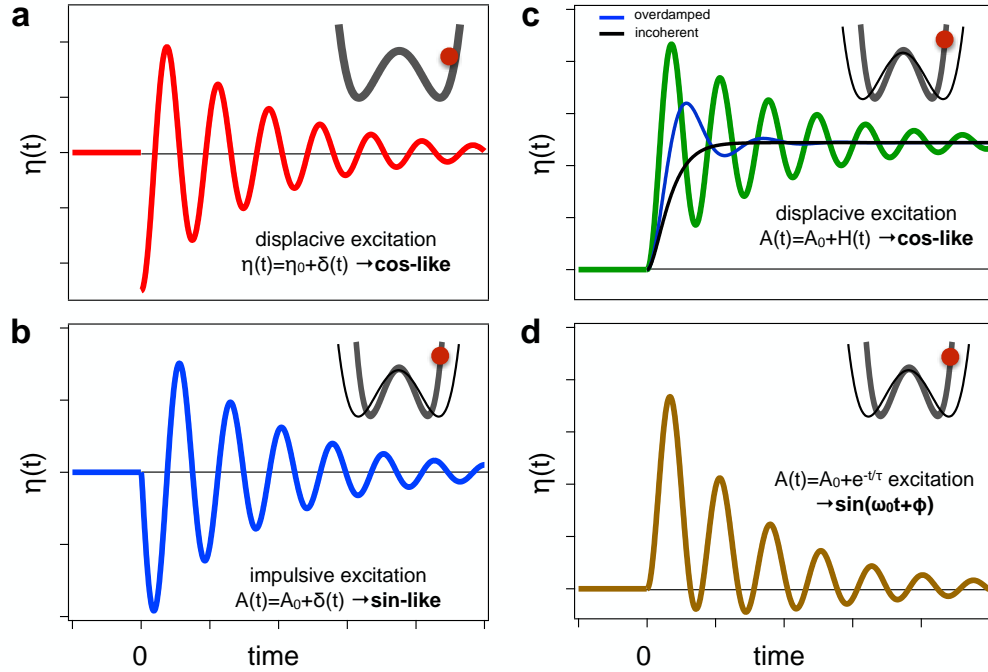 a
η(t)
displacive excitation
η(t)=η₀+δ(t) →cos-like
b
η(t)
impulsive excitation
A(t)=A₀+δ(t) →sin-like
0 time
c
overdamped
incoherent
η(t)
displacive excitation
A(t)=A₀+H(t) →cos-like
d
η(t)
A(t)=A₀+e⁻ᵗ/ᵗ excitation
→sin(ω₀t+ϕ)
0 time